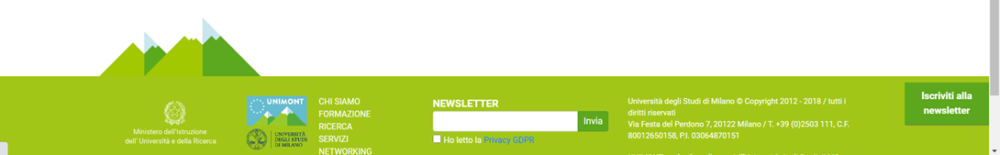 Ministero dell'Istruzione
dell' Università e della Ricerca
UNIMONT
UNIVERSITÀ
DEGLI STUDI
DI MILANO
CHI SIAMO
FORMAZIONE
RICERCA
SERVIZI
NETWORKING
NEWSLETTER
Invia
Ho letto la Privacy GDPR
Università degli Studi di Milano © Copyright 2012 - 2018 / tutti i
diritti riservati
Via Festa del Perdono 7, 20122 Milano / T. +39 (0)2503 111, C.F.
80012650158, P.I. 03064870151
Iscriviti alla
newsletter